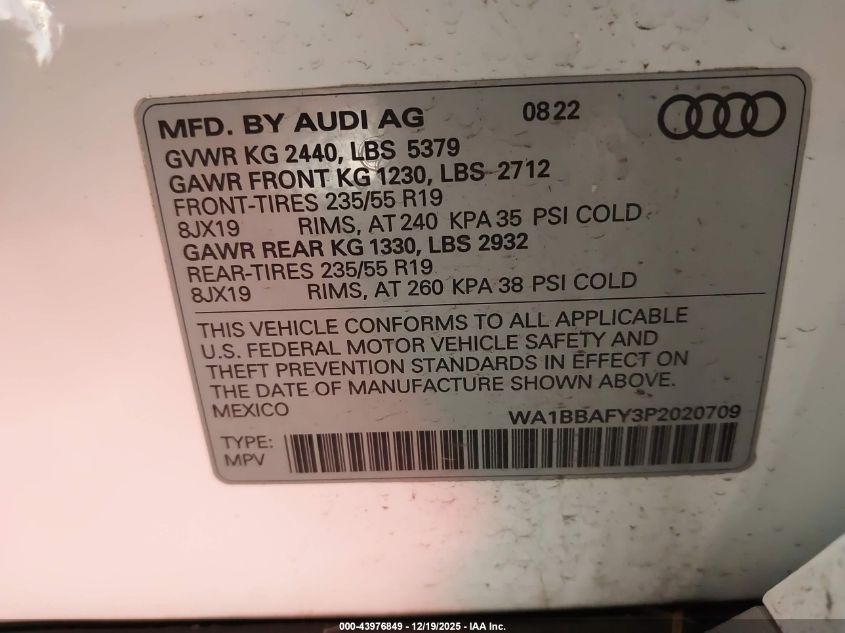 MFD. BY AUDI AG 0822
GVWR KG 2440, LBS 5379
GAWR FRONT KG 1230, LBS 2712
FRONT-TIRES 235/55 R19
8JX19 RIMS, AT 240 KPA 35 PSI COLD
GAWR REAR KG 1330, LBS 2932
REAR-TIRES 235/55 R19
8JX19 RIMS, AT 260 KPA 38 PSI COLD
THIS VEHICLE CONFORMS TO ALL APPLICABLE
U.S. FEDERAL MOTOR VEHICLE SAFETY AND
THEFT PREVENTION STANDARDS IN EFFECT ON
THE DATE OF MANUFACTURE SHOWN ABOVE.
MEXICO WA1BBAFY3P2020709
TYPE:
MPV
000-43976849 - 12/19/2025 - IAA Inc.